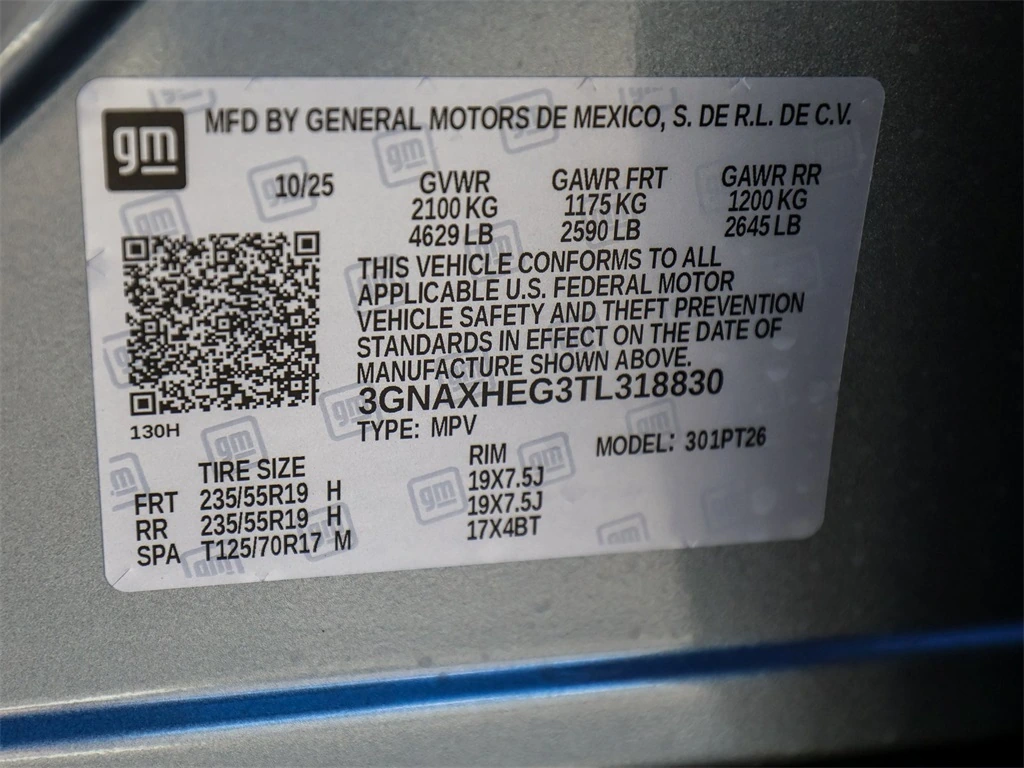 gm
MFD BY GENERAL MOTORS DE MEXICO, S. DE R.L. DE C.V.
10/25 GVWR GAWR FRT GAWR RR
2100 KG 1175 KG 1200 KG
4629 LB 2590 LB 2645 LB
THIS VEHICLE CONFORMS TO ALL
APPLICABLE U.S. FEDERAL MOTOR
VEHICLE SAFETY AND THEFT PREVENTION
STANDARDS IN EFFECT ON THE DATE OF
MANUFACTURE SHOWN ABOVE.
3GNAXHEG3TL318830
130H
TYPE: MPV MODEL: 301PT26
TIRE SIZE RIM
FRT 235/55R19 H 19X7.5J
RR 235/55R19 H 19X7.5J
SPA T125/70R17 M 17X4BT